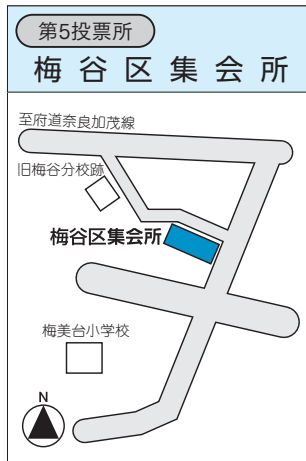 第5投票所
梅谷区集会所
至府道奈良加茂線
旧梅谷分校跡
梅谷区集会所
梅美台小学校
N